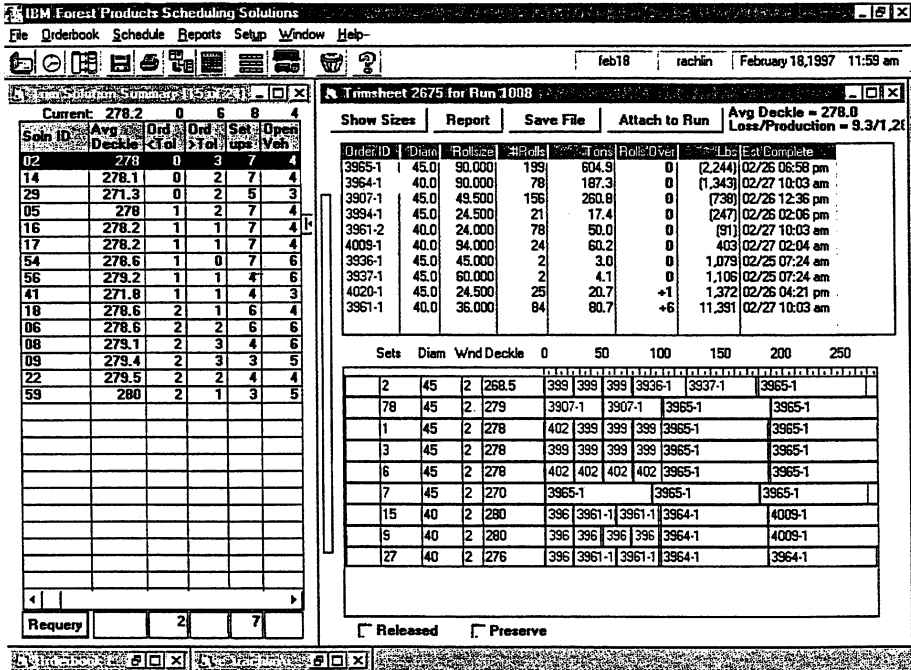 IBM Forest Products Scheduling Solutions
File Orderbook Schedule Reports Setup Window Help-
feb18 rachlin February 18,1997 11:59 am
Trim Solution Summary (15 of 24)
Current: 278.2 0 6 8 4
Soln ID Avg Deckle Ord <Tol Ord >Tol Set ups Open Veh
02 278 0 3 7 4
14 278.1 0 2 7 4
29 271.3 0 2 5 3
05 278 1 2 7 4
16 278.2 1 1 7 4
17 278.2 1 1 7 4
54 278.6 1 0 7 6
56 279.2 1 1 4 6
41 271.8 1 1 4 3
18 278.6 2 1 6 4
06 278.6 2 2 6 6
08 279.1 2 3 4 6
09 279.4 2 3 3 5
22 279.5 2 2 4 4
59 280 2 1 3 5
Requery 2 7
Trimsheet 2675 for Run 1008
Show Sizes Report Save File Attach to Run
Avg Deckle = 278.0
Loss/Production = 9.3/1,28
Order ID Diam Rollsize #Rolls Tons Rolls Over Lbs Est Complete
3965-1 45.0 90.000 199 604.9 0 (2,244) 02/26 06:58 pm
3964-1 40.0 90.000 78 187.3 0 (1,343) 02/27 10:03 am
3907-1 45.0 49.500 156 260.8 0 (738) 02/26 12:36 pm
3994-1 45.0 24.500 21 17.4 0 (247) 02/26 02:06 pm
3961-2 40.0 24.000 78 50.0 0 (91) 02/27 10:03 am
4009-1 40.0 94.000 24 60.2 0 403 02/27 02:04 am
3936-1 45.0 45.000 2 3.0 0 1,079 02/25 07:24 am
3937-1 45.0 60.000 2 4.1 0 1,106 02/25 07:24 am
4020-1 45.0 24.500 25 20.7 +1 1,372 02/26 04:21 pm
3961-1 40.0 36.000 84 80.7 +6 11,391 02/27 10:03 am
Sets Diam Wnd Deckle 0 50 100 150 200 250
2 45 2 268.5 399 399 399 3936-1 3937-1 3965-1
78 45 2. 279 3907-1 3907-1 3965-1 3965-1
1 45 2 278 402 399 399 399 3965-1 3965-1
3 45 2 278 399 399 399 399 3965-1 3965-1
6 45 2 278 402 402 402 402 3965-1 3965-1
7 45 2 270 3965-1 3965-1 3965-1
15 40 2 280 396 3961-1 3961-1 3964-1 4009-1
9 40 2 280 396 396 396 396 3964-1 4009-1
27 40 2 276 396 3961-1 3961-1 3964-1 3964-1
Released Preserve
Orderbook